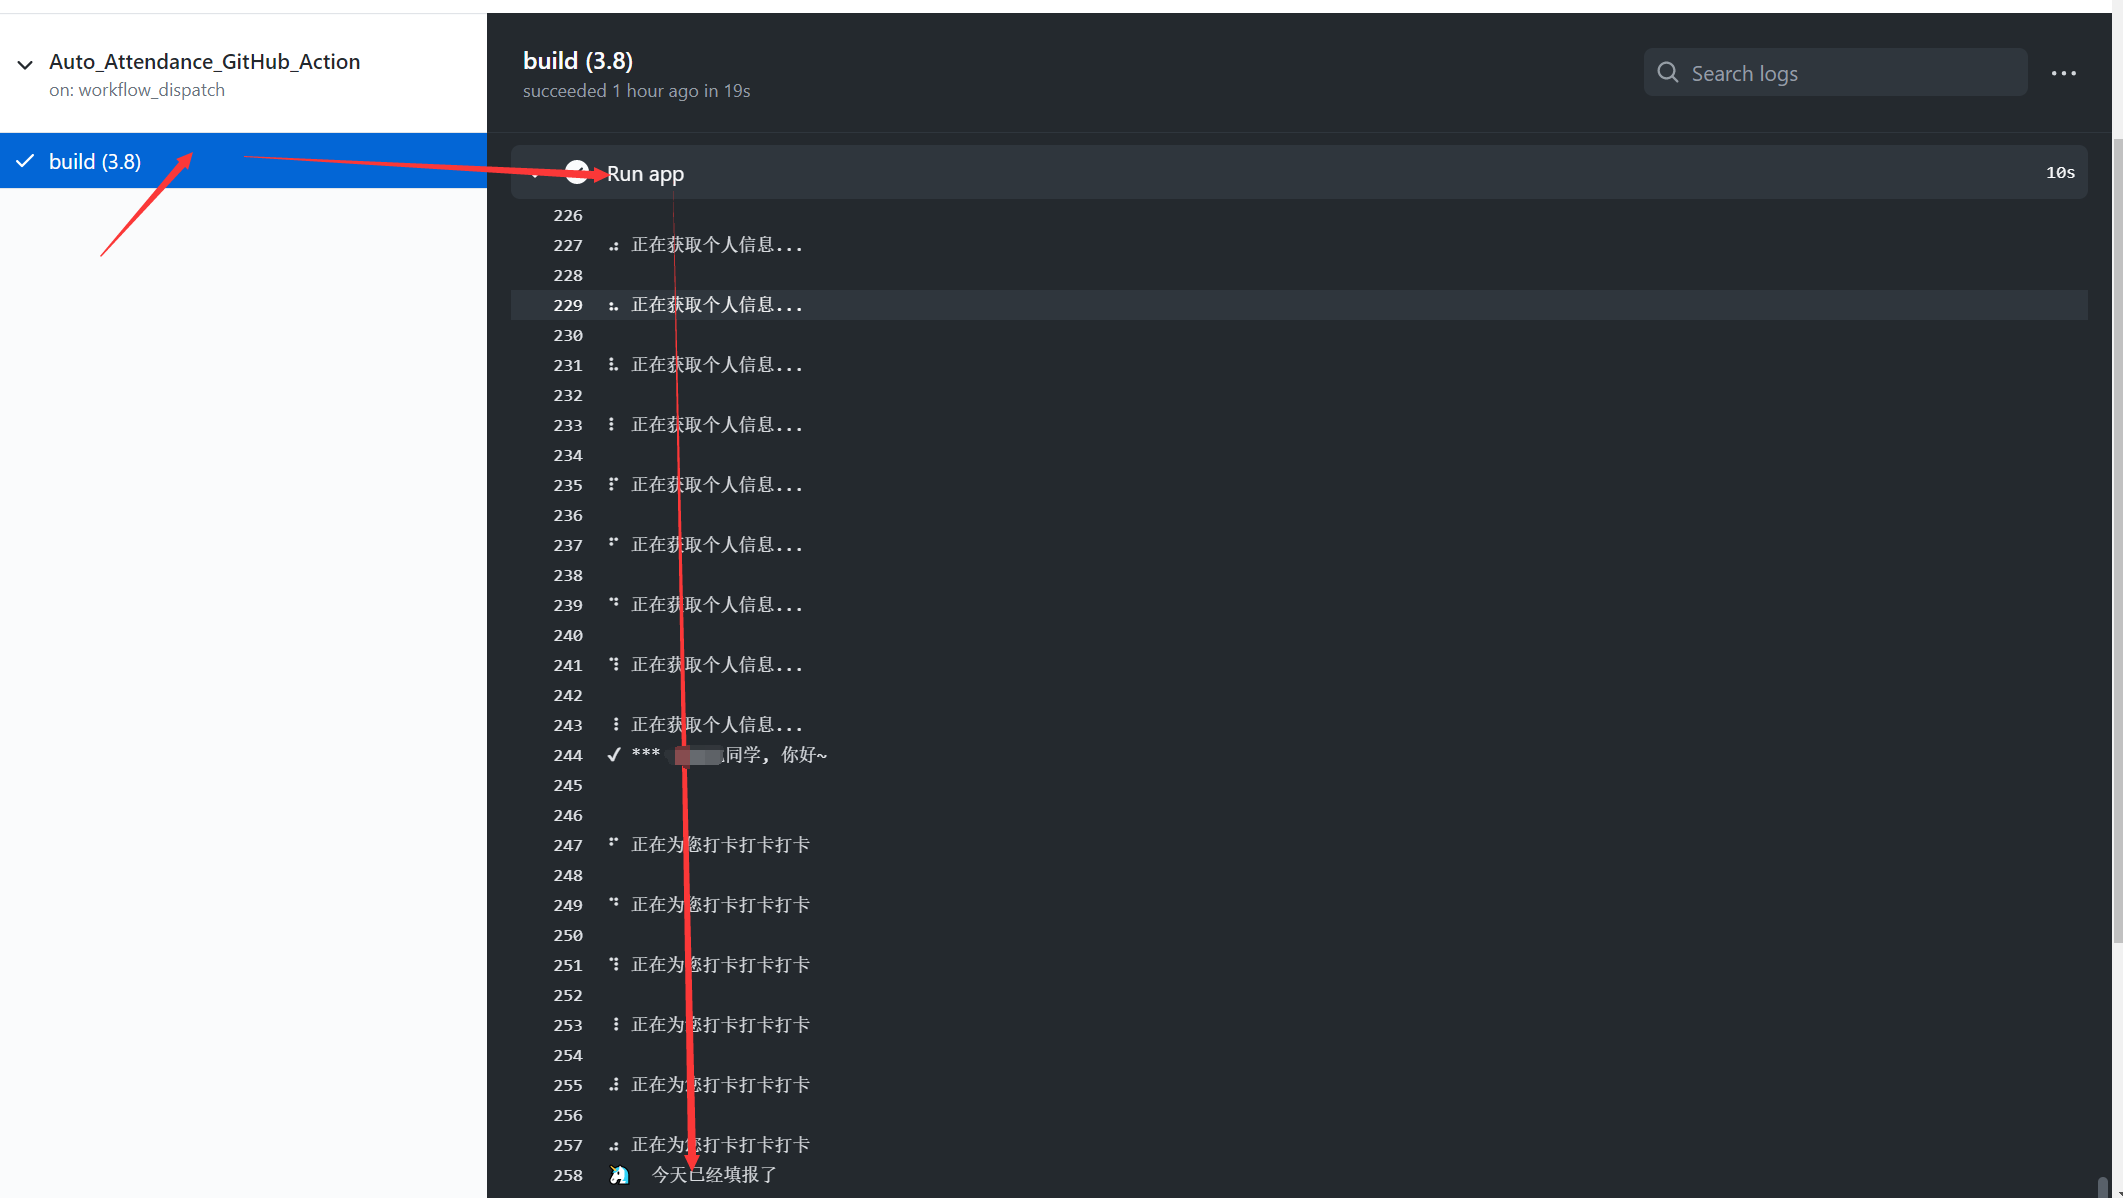 Auto_Attendance_GitHub_Action
on: workflow_dispatch
build (3.8)
build (3.8)
succeeded 1 hour ago in 19s
Search logs
Run app
10s
226
227 正在获取个人信息...
228
229 正在获取个人信息...
230
231 正在获取个人信息...
232
233 正在获取个人信息...
234
235 正在获取个人信息...
236
237 正在获取个人信息...
238
239 正在获取个人信息...
240
241 正在获取个人信息...
242
243 正在获取个人信息...
244 ✔ *** 同学, 你好~
245
246
247 正在为您打卡打卡打卡
248
249 正在为您打卡打卡打卡
250
251 正在为您打卡打卡打卡
252
253 正在为您打卡打卡打卡
254
255 正在为您打卡打卡打卡
256
257 正在为您打卡打卡打卡
258 🦄 今天已经填报了